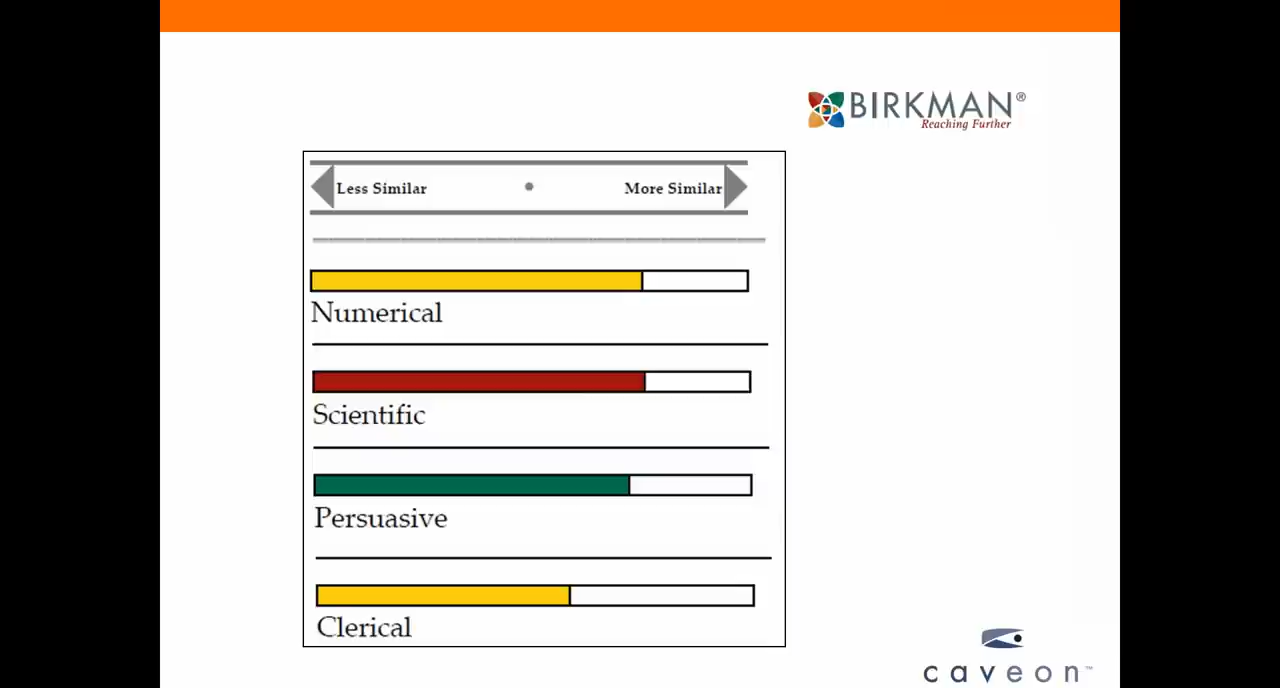 BIRKMAN®
Reaching Further
Less Similar More Similar
Numerical
Scientific
Persuasive
Clerical
caveon™